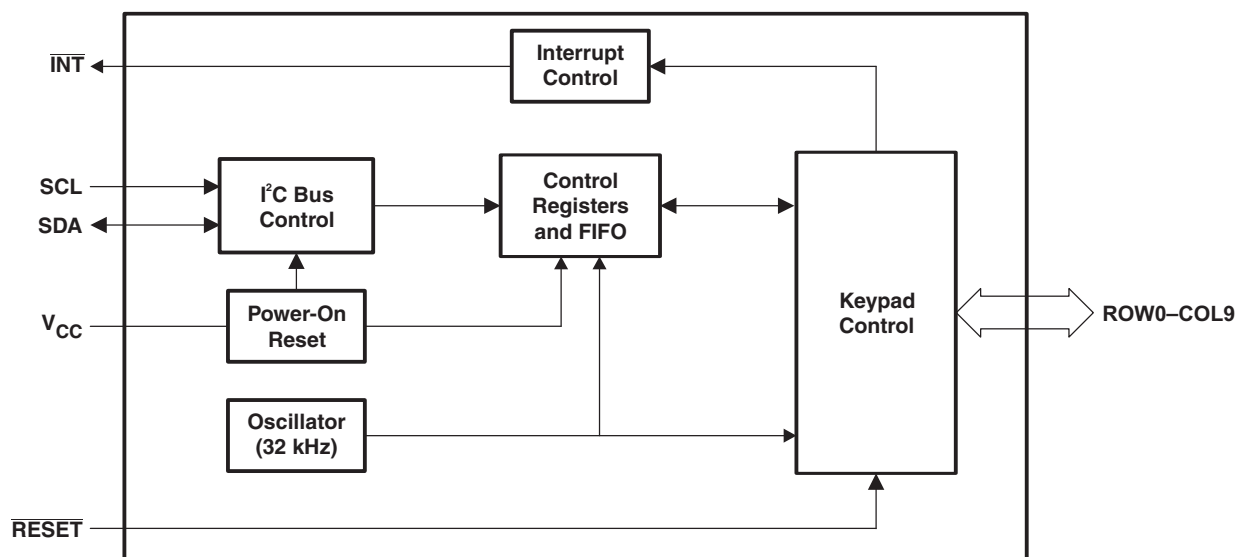 INT
Interrupt
Control
SCL
SDA
I²C Bus
Control
Control
Registers
and FIFO
Keypad
Control
ROW0–COL9
VCC
Power-On
Reset
Oscillator
(32 kHz)
RESET